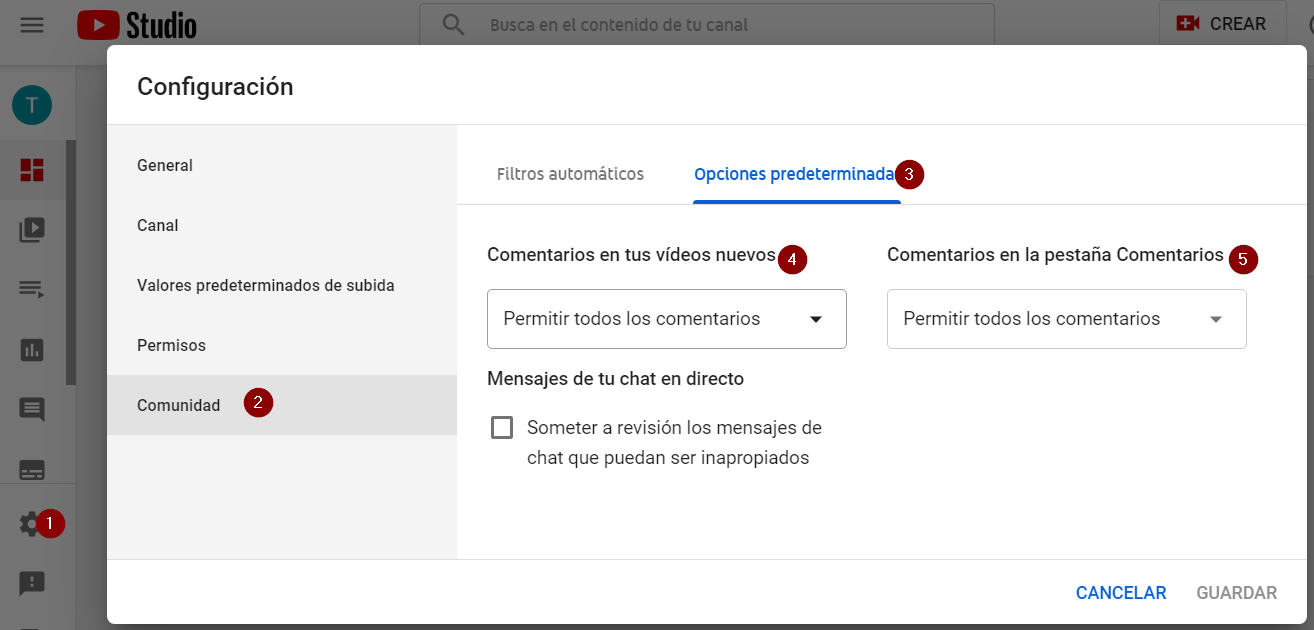 Studio
Busca en el contenido de tu canal
CREAR
T
Configuración
General
Canal
Valores predeterminados de subida
Permisos
Comunidad 2
1
Filtros automáticos
Opciones predeterminada 3
Comentarios en tus vídeos nuevos 4
Permitir todos los comentarios
Comentarios en la pestaña Comentarios 5
Permitir todos los comentarios
Mensajes de tu chat en directo
Someter a revisión los mensajes de
chat que puedan ser inapropiados
CANCELAR
GUARDAR